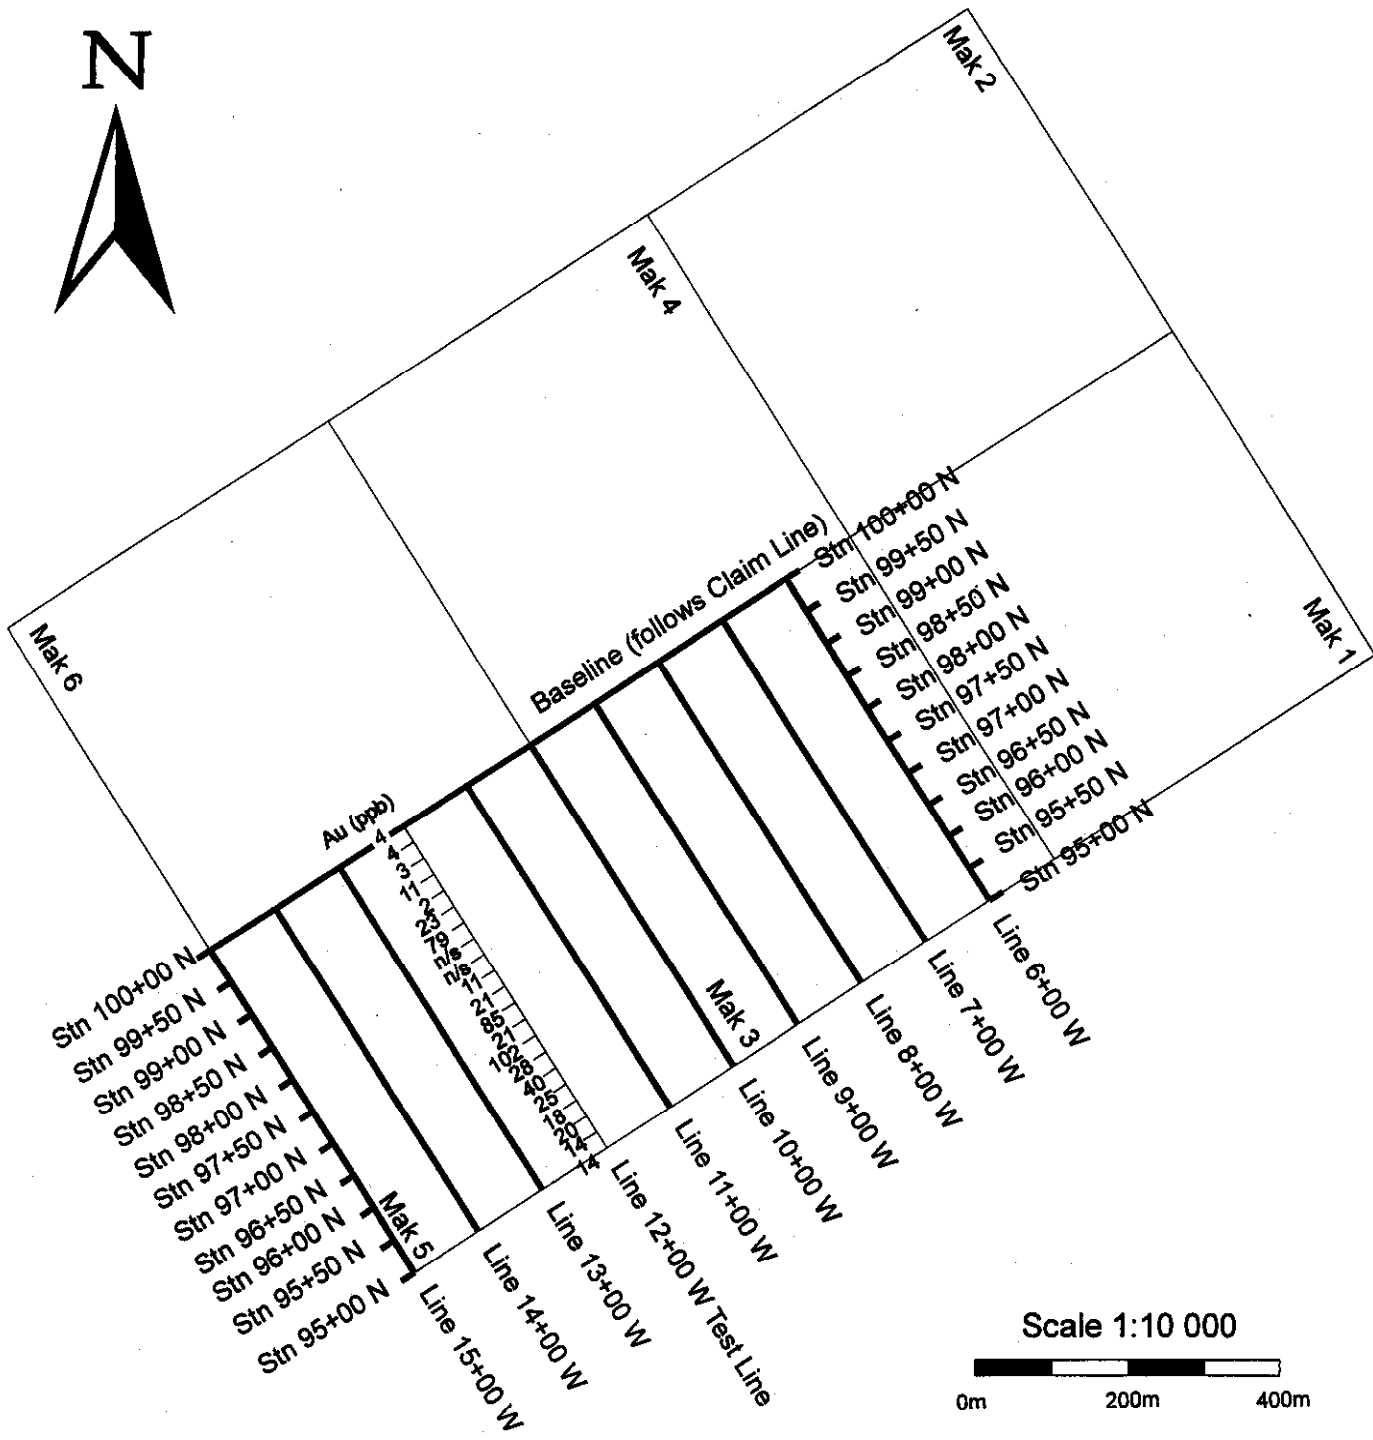 N
Mak 2
Mak 4
Mak 6
Mak 1
Baseline (follows Claim Line)
Stn 100+00 N
Stn 99+50 N
Stn 99+00 N
Stn 98+50 N
Stn 98+00 N
Stn 97+50 N
Stn 97+00 N
Stn 96+50 N
Stn 96+00 N
Stn 95+50 N
Stn 95+00 N
Au (ppb)
4
4
3
11
2
23
79
n/s
n/s
11
21
8
10
40
18
20
14
14
Mak 3
Mak 5
Stn 100+00 N
Stn 99+50 N
Stn 99+00 N
Stn 98+50 N
Stn 98+00 N
Stn 97+50 N
Stn 97+00 N
Stn 96+50 N
Stn 96+00 N
Stn 95+50 N
Stn 95+00 N
Line 6+00 W
Line 7+00 W
Line 8+00 W
Line 9+00 W
Line 10+00 W
Line 11+00 W
Line 12+00 W Test Line
Line 13+00 W
Line 14+00 W
Line 15+00 W
Scale 1:10 000
0m 200m 400m